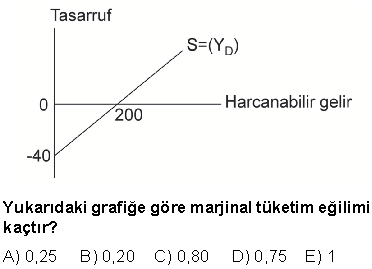 Tasarruf
S=(Y_D)
0
200
Harcanabilir gelir
-40
Yukarıdaki grafiğe göre marjinal tüketim eğilimi
kaçtır?
A) 0,25 B) 0,20 C) 0,80 D) 0,75 E) 1